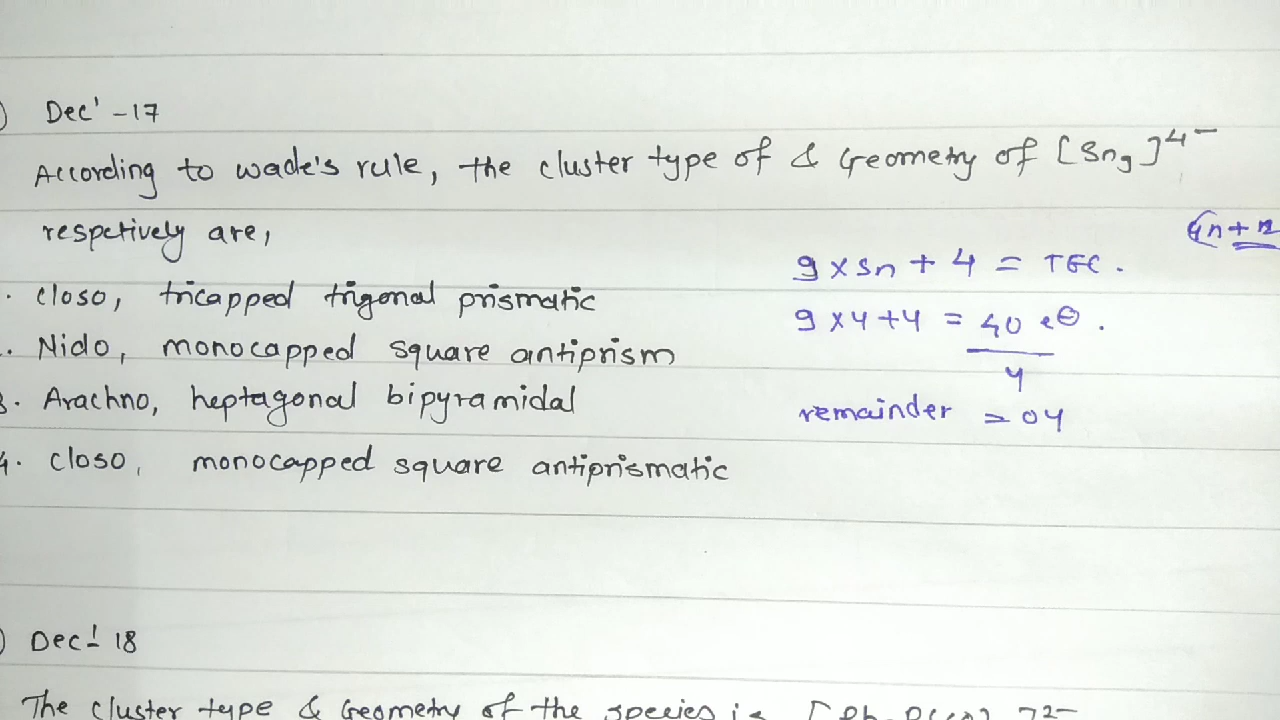 Dec' - 17
According to wade's rule, the cluster type of & Geometry of [Sn9]4-
respctively are,
(4n + n
9 x Sn + 4 = TEC.
. closo, tricapped trigonal prismatic
9 x 4 + 4 = 40 e⊖.
. Nido, monocapped square antiprism
4
3. Arachno, heptagonal bipyramidal
remainder = 04
4. closo, monocapped square antiprismatic
Dec' - 18
The cluster type & Geometry of the species is